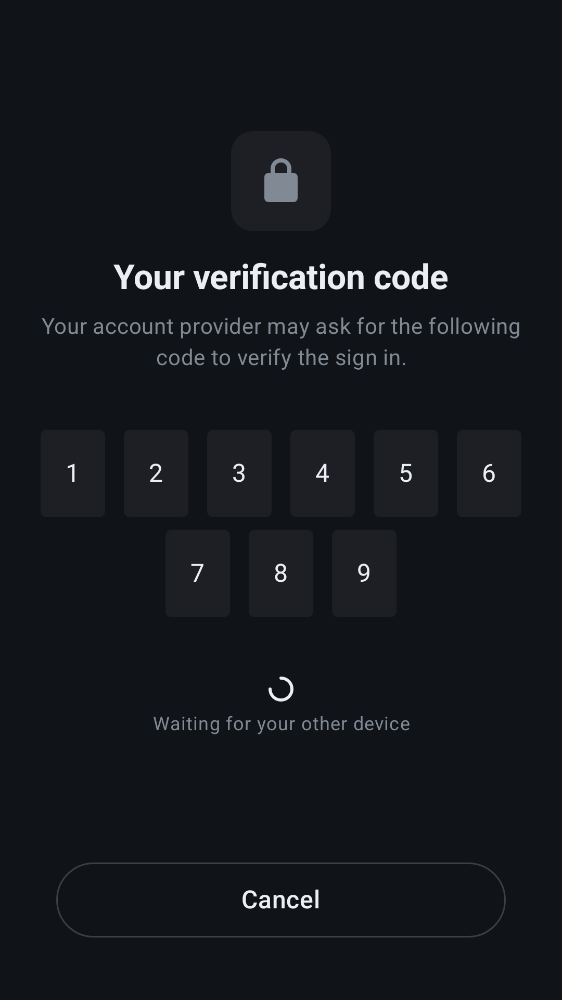 Your verification code
Your account provider may ask for the following
code to verify the sign in.
1 2 3 4 5 6
7 8 9
Waiting for your other device
Cancel